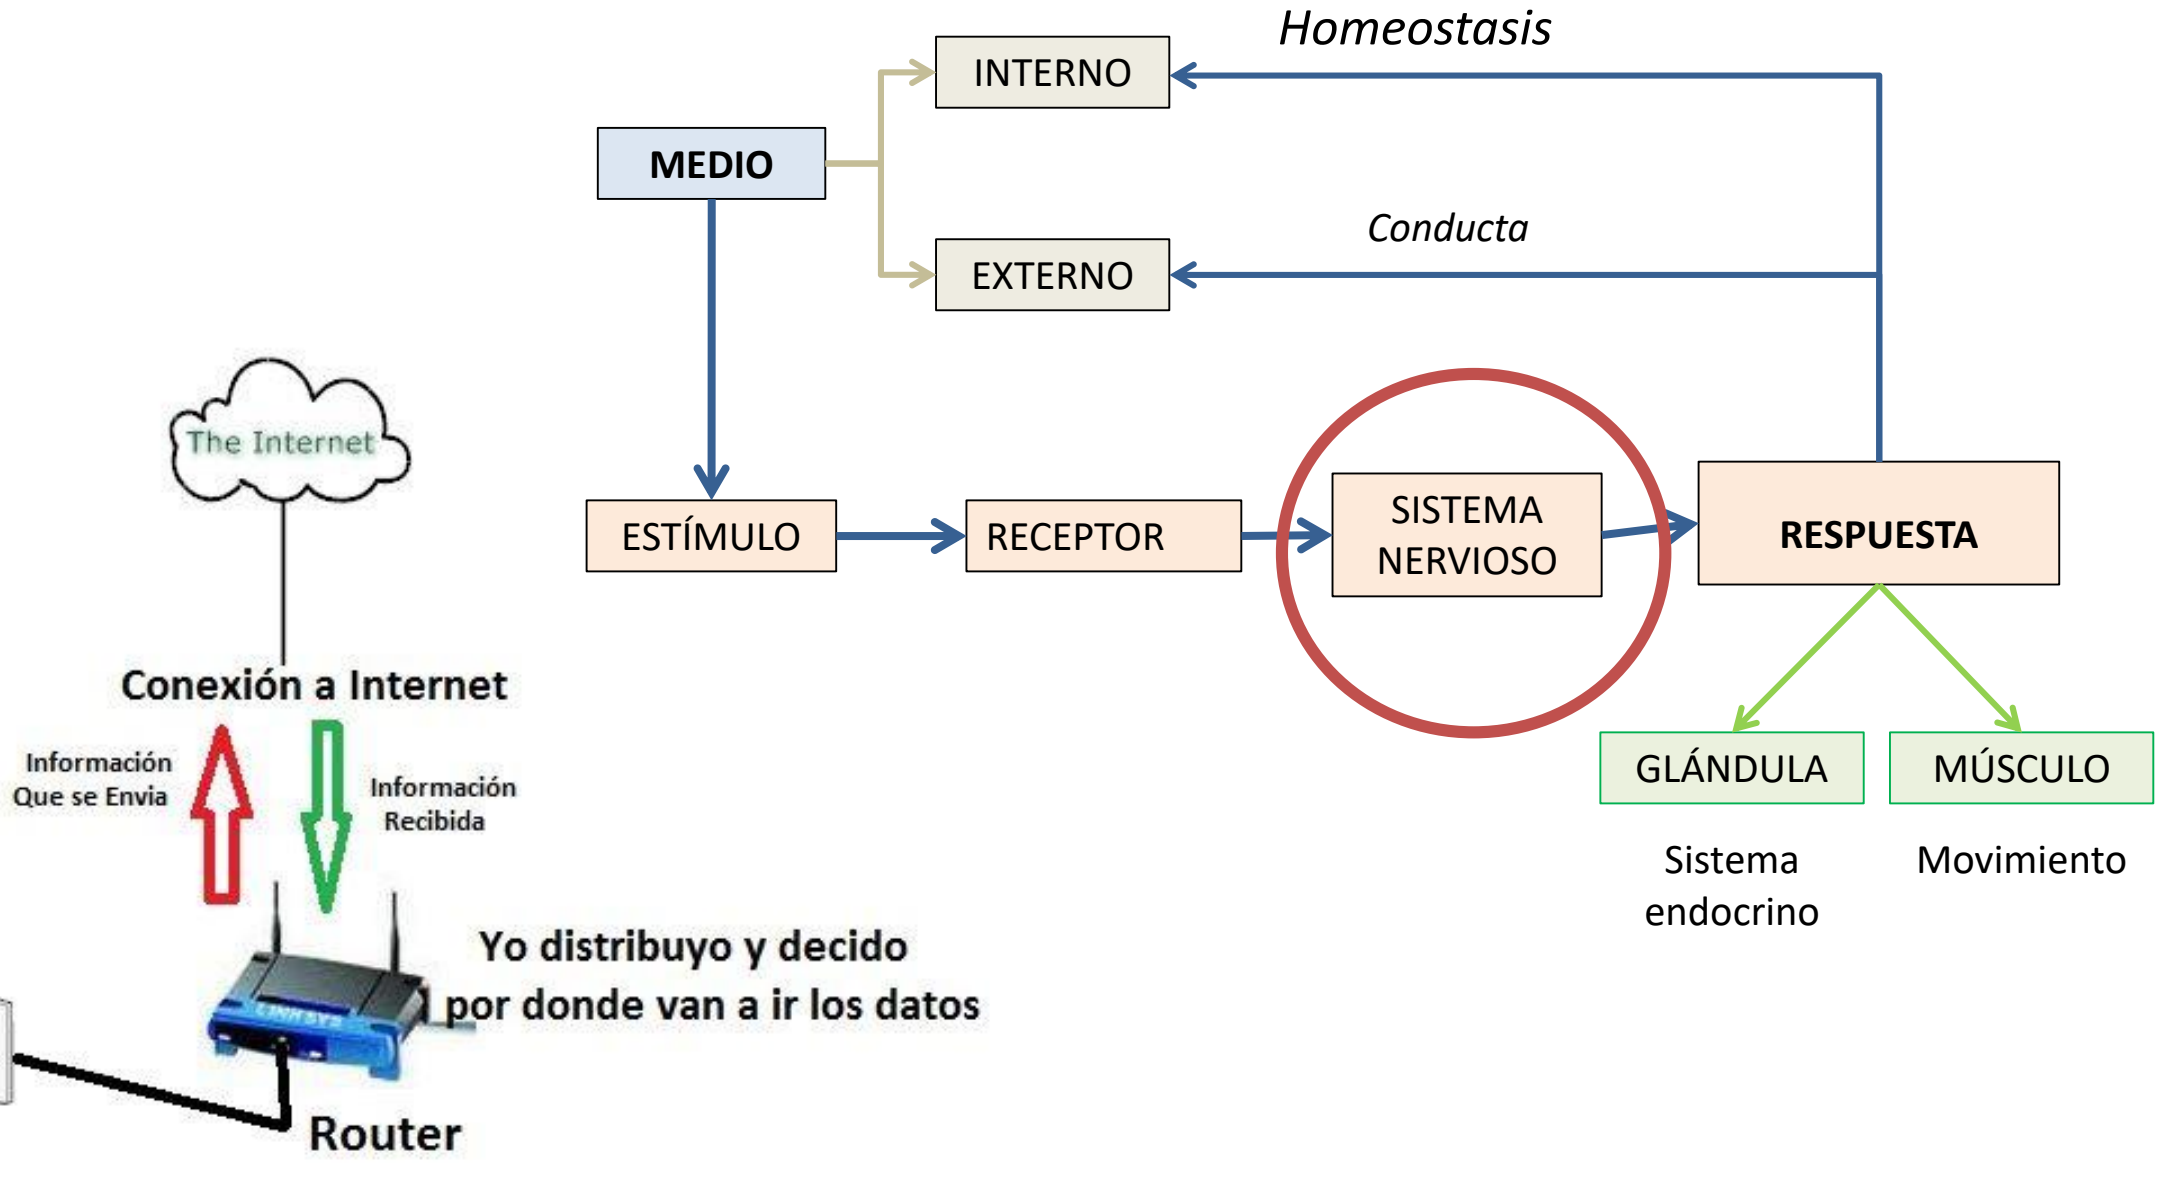 Homeostasis
INTERNO
MEDIO
Conducta
EXTERNO
ESTÍMULO
RECEPTOR
SISTEMA
NERVIOSO
RESPUESTA
GLÁNDULA
MÚSCULO
Sistema
endocrino
Movimiento
The Internet
Conexión a Internet
Información
Que se Envia
Información
Recibida
Yo distribuyo y decido
por donde van a ir los datos
LINKSYS
Router